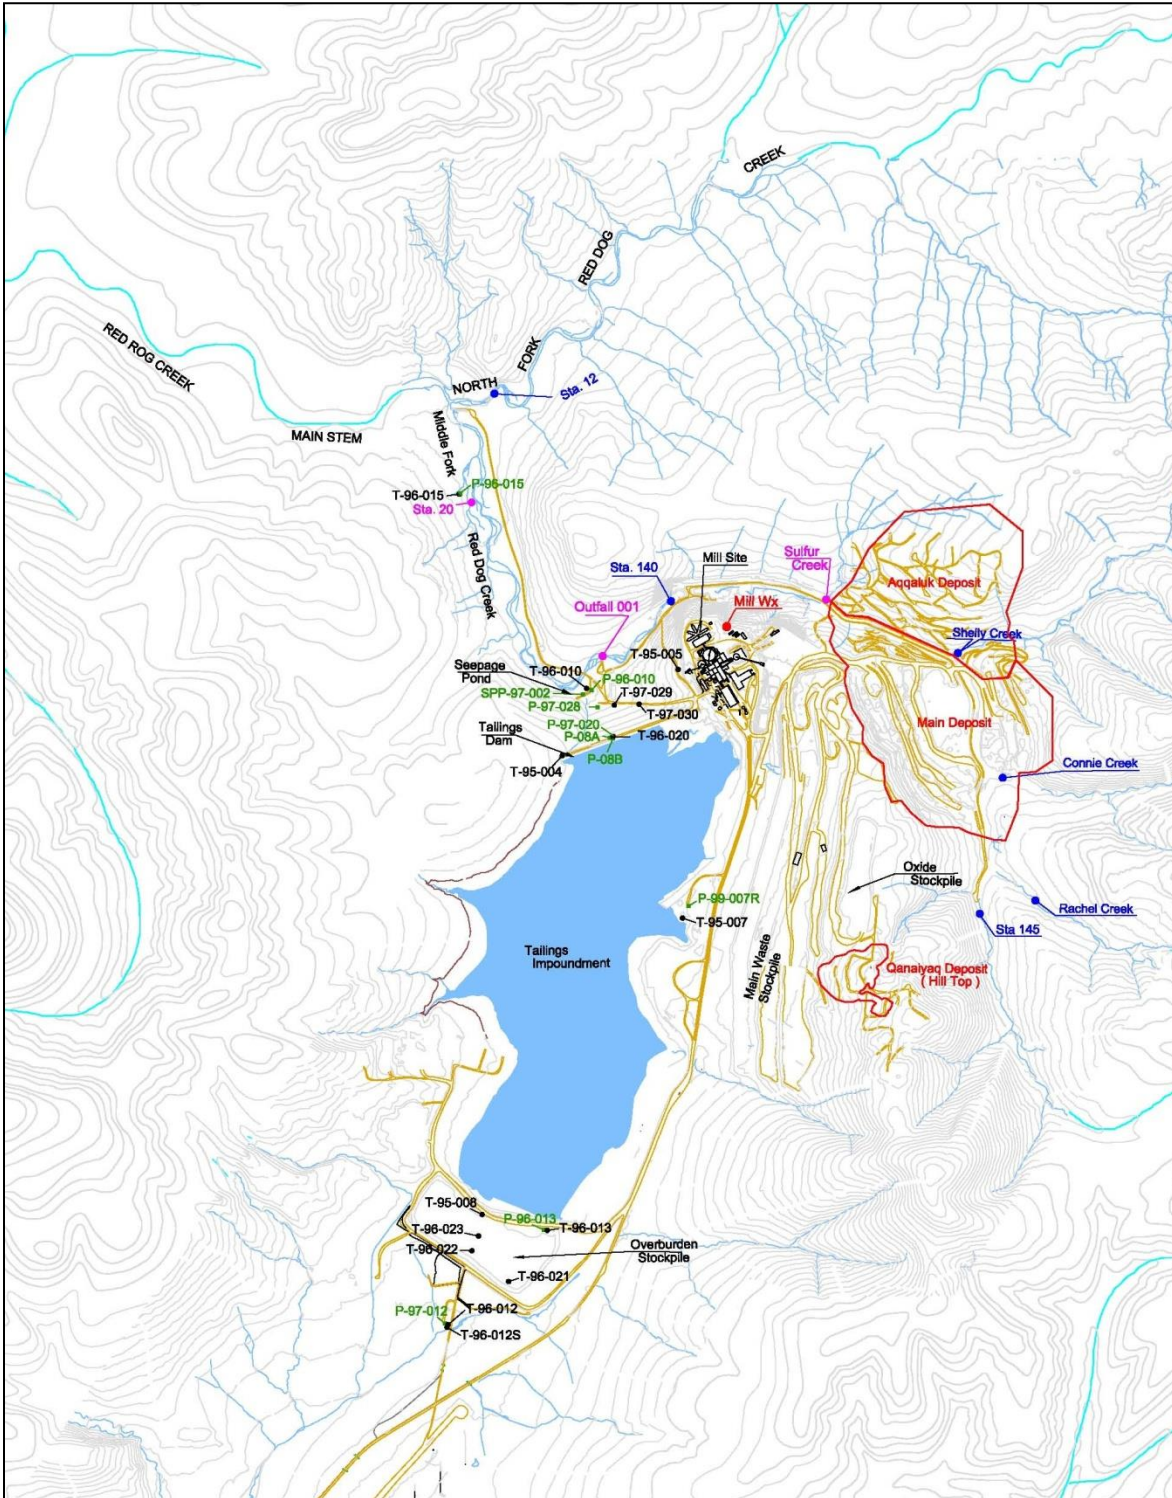 CREEK
RED DOG
FORK
NORTH
Sta. 12
RED ROG CREEK
MAIN STEM
Middle Fork
P-96-015
T-96-015
Sta. 20
Red Dog Creek
Sulfur
Creek
Mill Site
Sta. 140
Aqqaluk Deposit
Mill Wx
Outfall 001
Shelly Creek
T-95-005
Seepage
Pond
T-96-010
P-96-010
SPP-97-002
T-97-029
P-97-028
T-97-030
Main Deposit
P-97-020
P-08A
T-96-020
Tailings
Dam
P-08B
T-95-004
Connie Creek
Oxide
Stockpile
P-99-007R
T-95-007
Rachel Creek
Sta 145
Tailings
Impoundment
Main Waste
Stockpile
Qanaiyaq Deposit
( Hill Top )
T-95-008
P-96-013
T-96-013
T-96-023
T-96-022
Overburden
Stockpile
T-96-021
P-97-012
T-96-012
T-96-012S